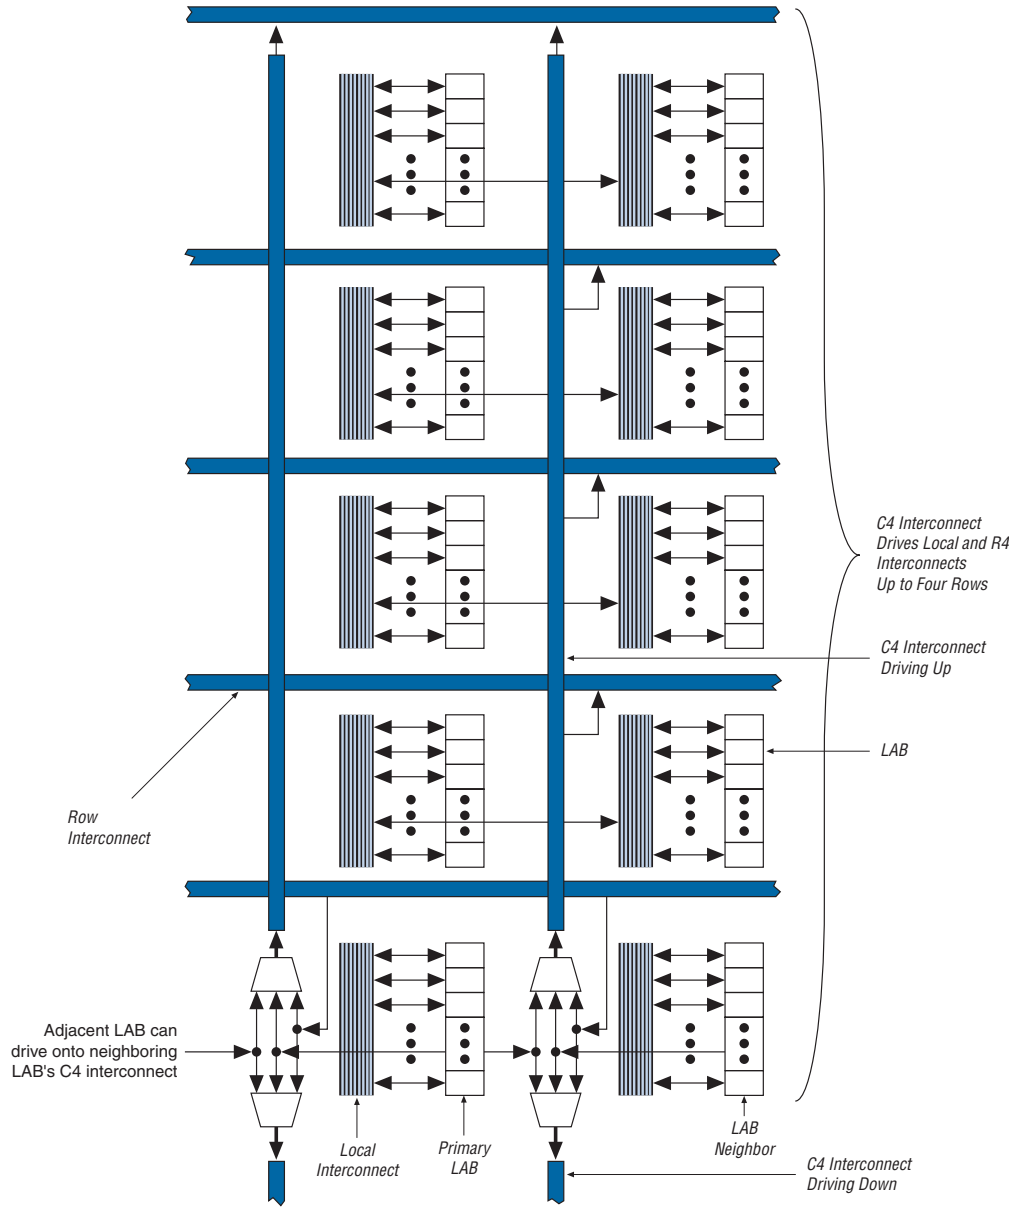 C4 Interconnect
Drives Local and R4
Interconnects
Up to Four Rows
C4 Interconnect
Driving Up
LAB
Row
Interconnect
Adjacent LAB can
drive onto neighboring
LAB's C4 interconnect
Local
Interconnect
Primary
LAB
LAB
Neighbor
C4 Interconnect
Driving Down